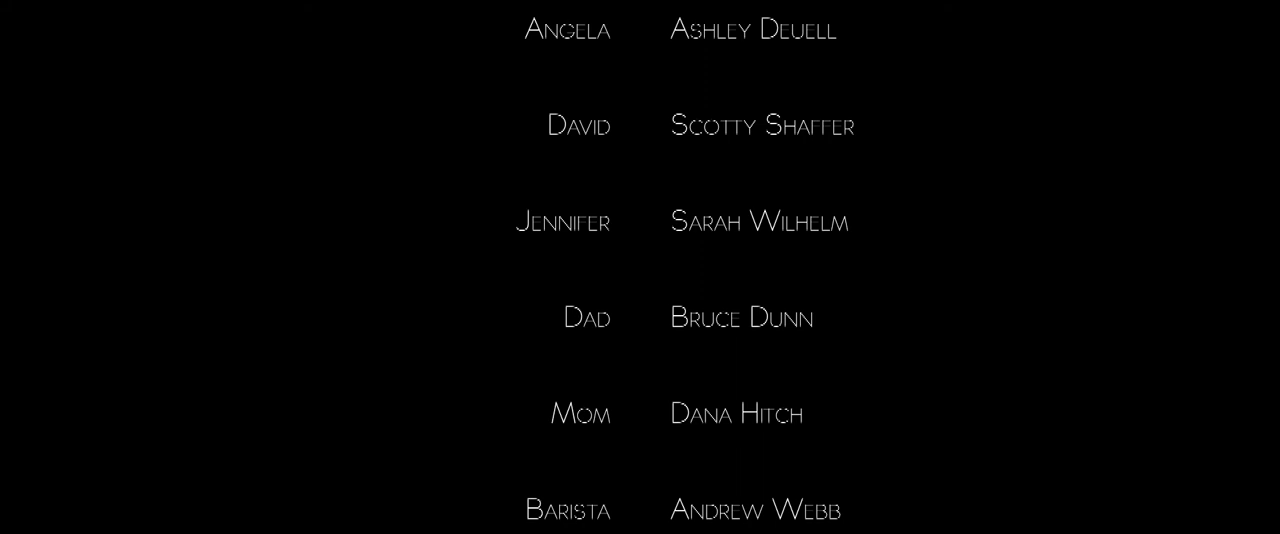 Angela Ashley Deuell
David Scotty Shaffer
Jennifer Sarah Wilhelm
Dad Bruce Dunn
Mom Dana Hitch
Barista Andrew Webb